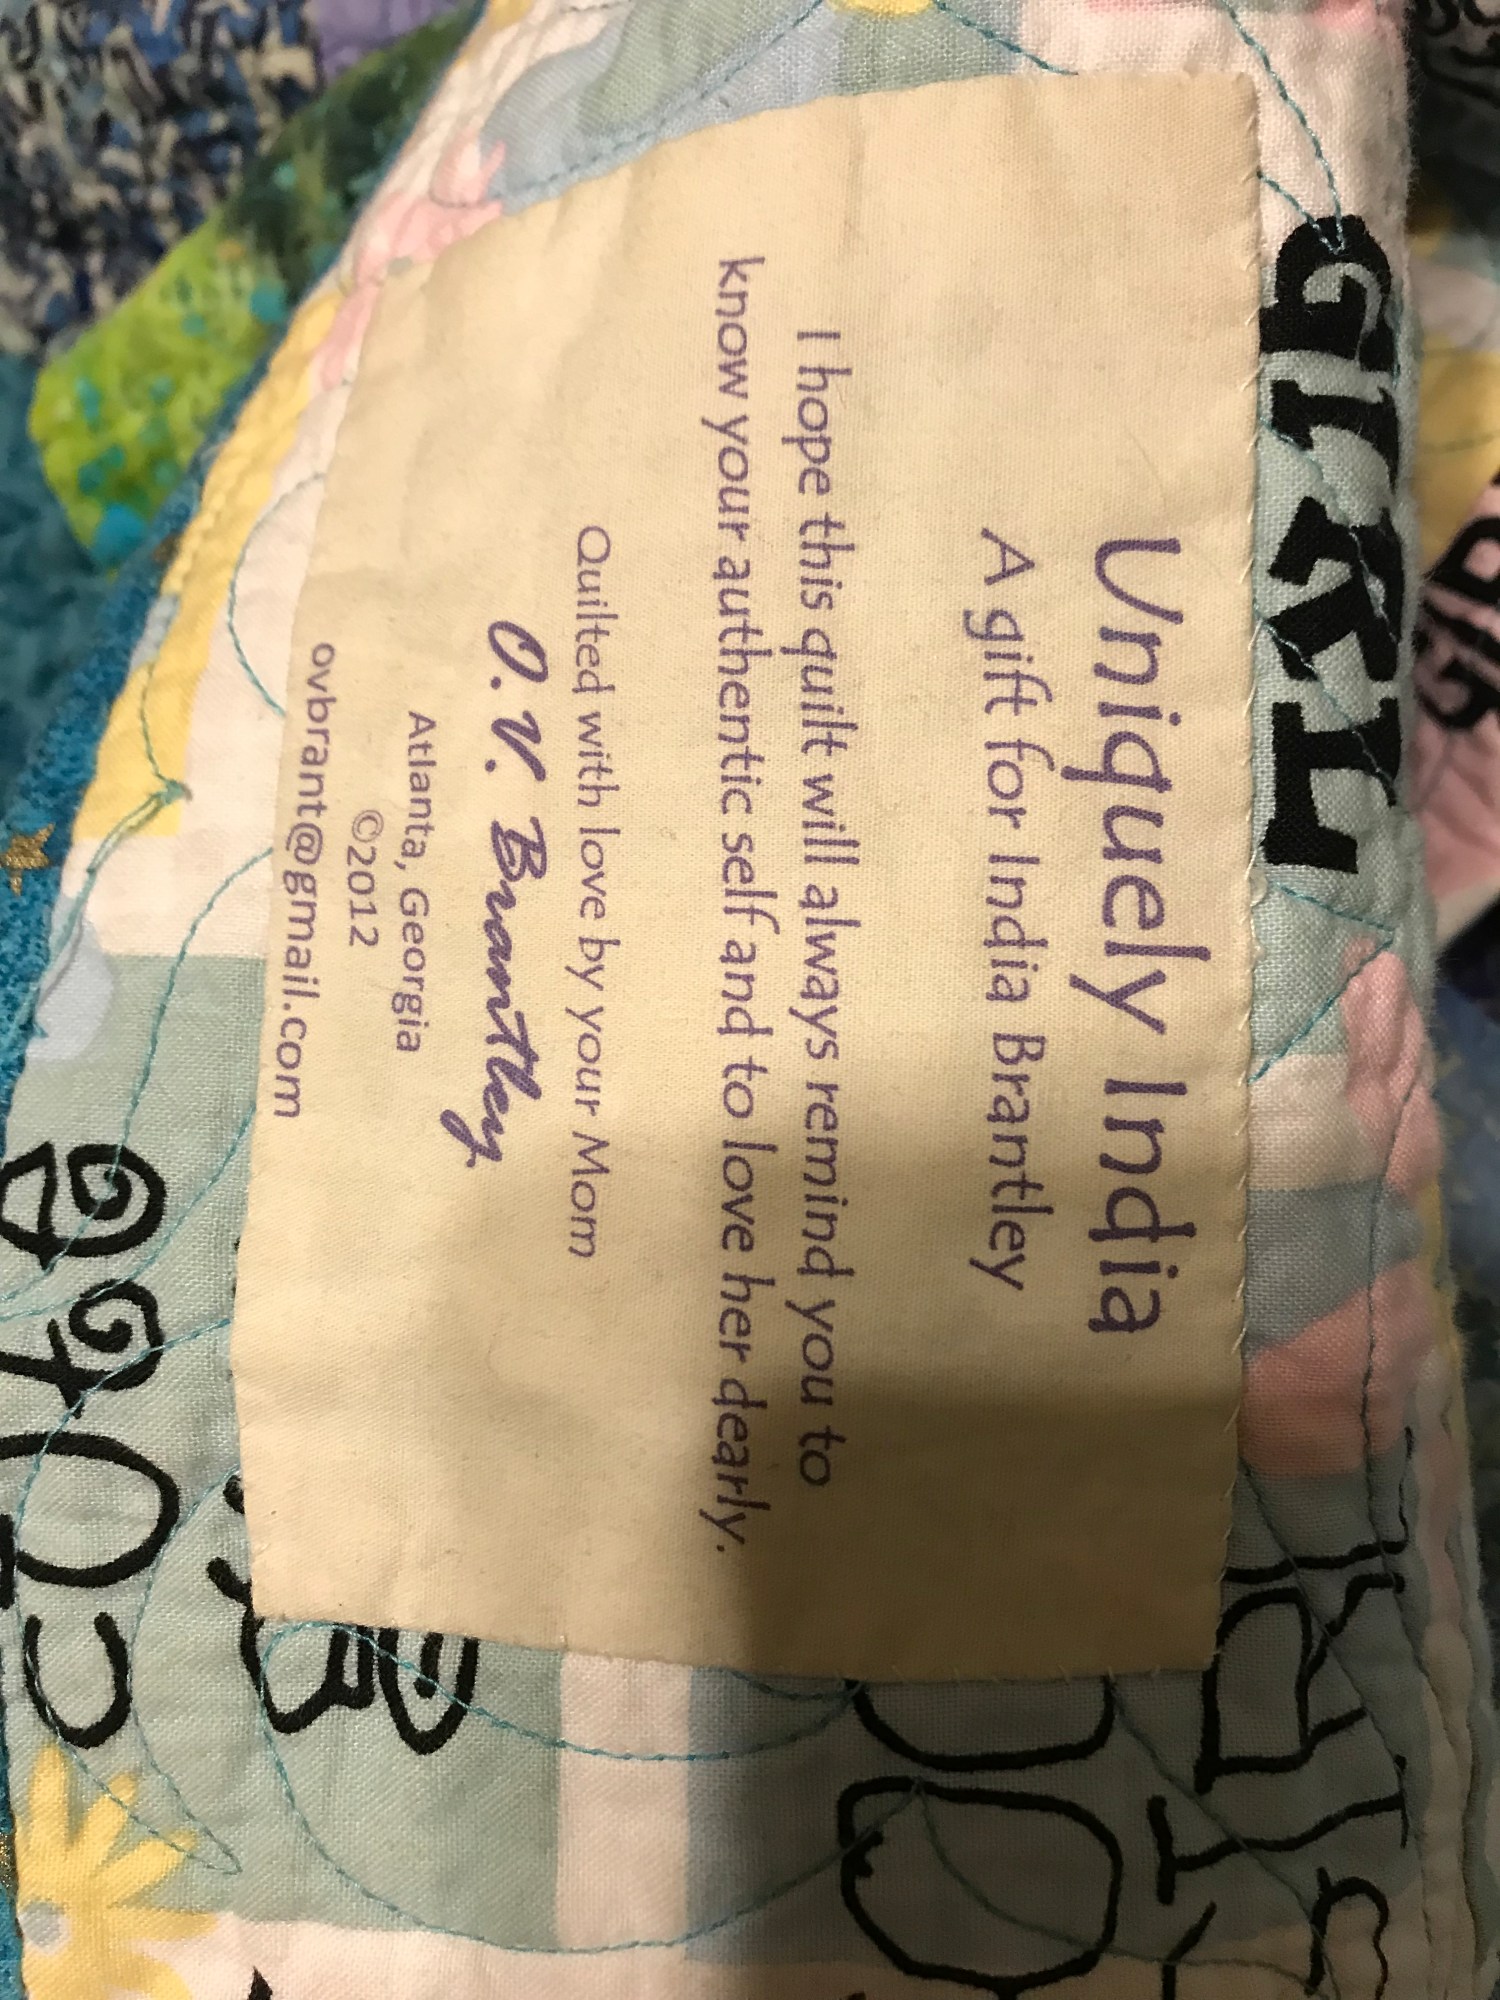 GIRL
Uniquely India
A gift for India Brantley
I hope this quilt will always remind you to
know your authentic self and to love her dearly.
Quilted with love by your Mom
O. V. Brantley
Atlanta, Georgia
©2012
ovbrant@gmail.com